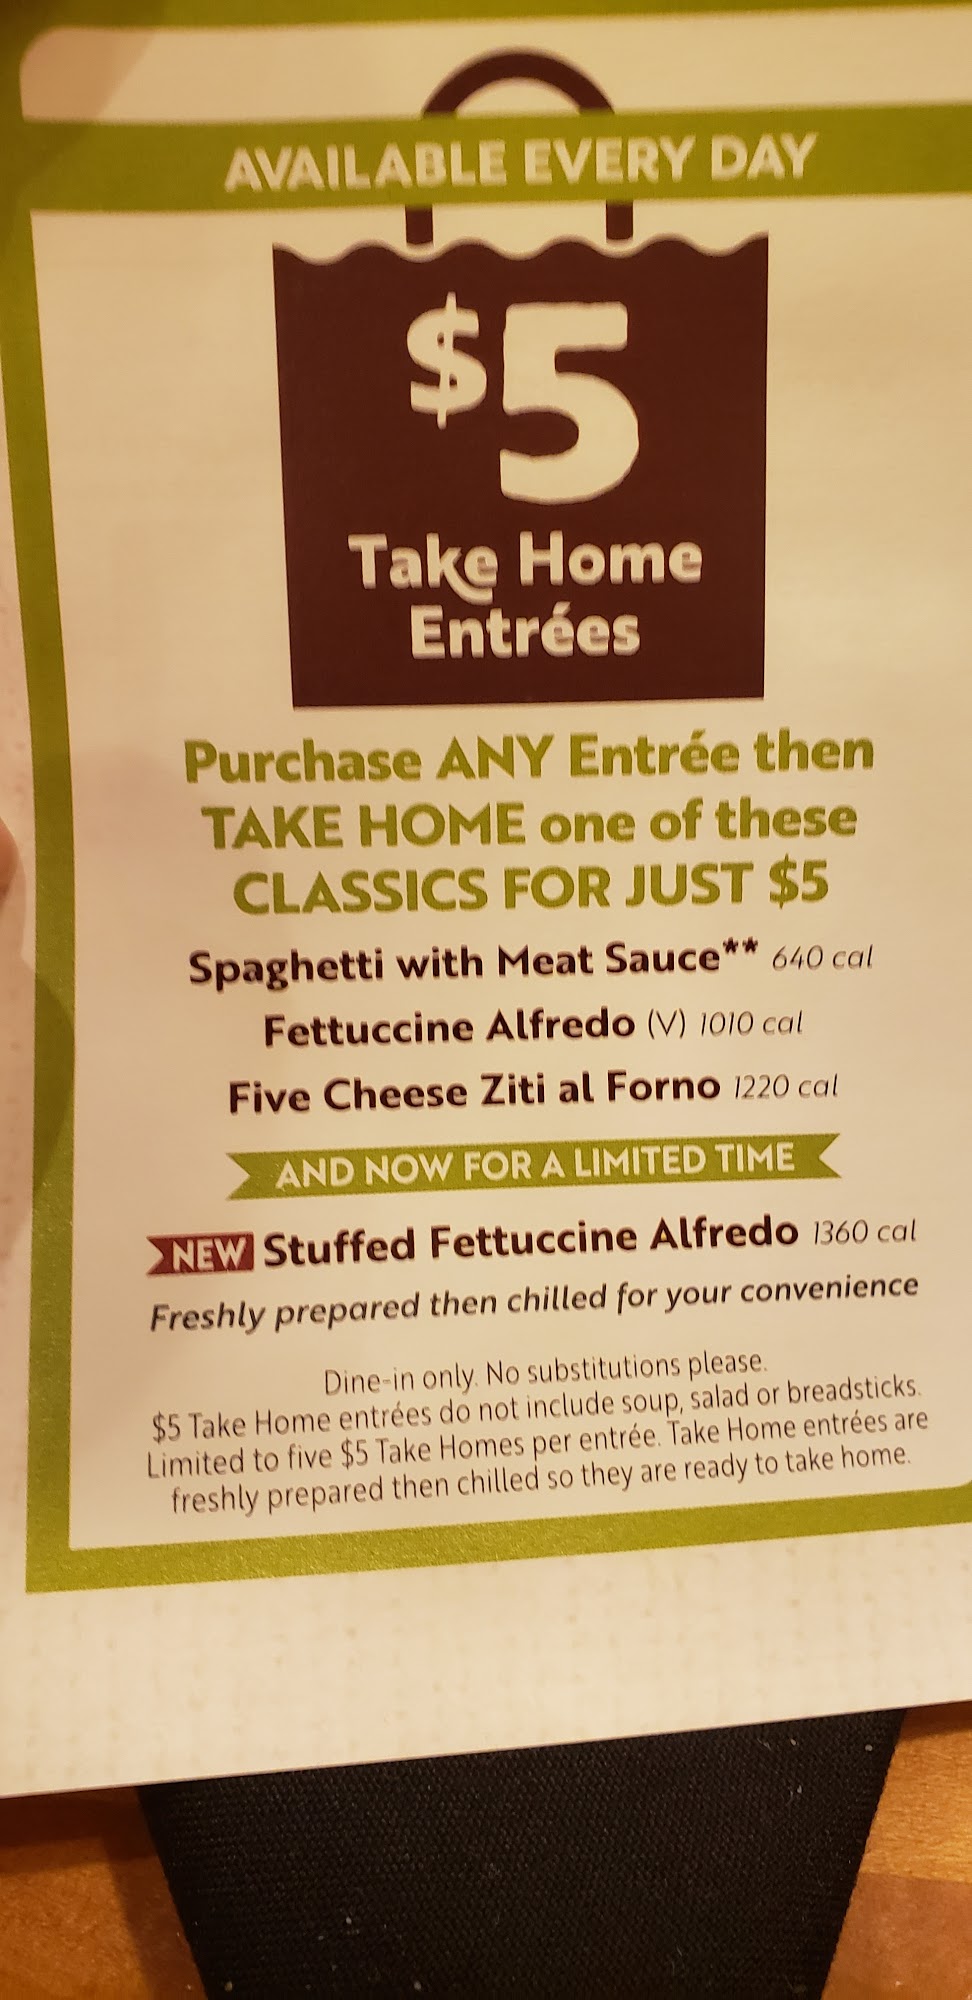 AVAILABLE EVERY DAY
$5
Take Home
Entrées
Purchase ANY Entrée then
TAKE HOME one of these
CLASSICS FOR JUST $5
Spaghetti with Meat Sauce** 640 cal
Fettuccine Alfredo (V) 1010 cal
Five Cheese Ziti al Forno 1220 cal
AND NOW FOR A LIMITED TIME
NEW Stuffed Fettuccine Alfredo 1360 cal
Freshly prepared then chilled for your convenience
Dine-in only. No substitutions please.
$5 Take Home entrées do not include soup, salad or breadsticks.
Limited to five $5 Take Homes per entrée. Take Home entrées are
freshly prepared then chilled so they are ready to take home.